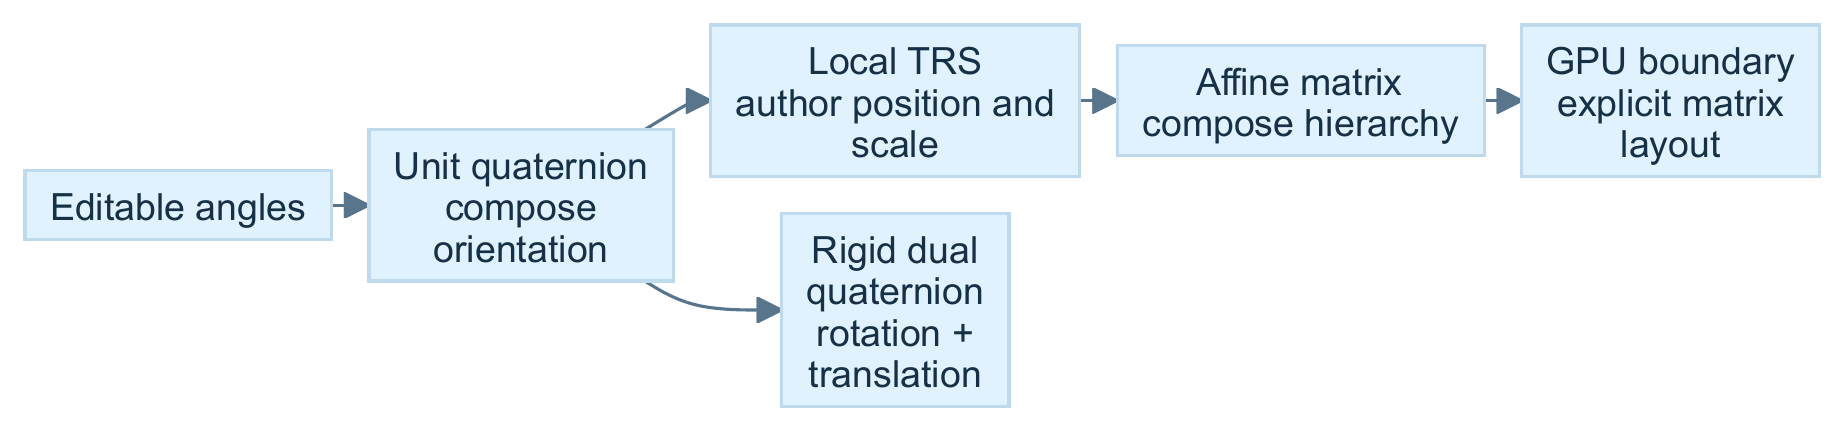 Editable angles
Unit quaternion
compose
orientation
Local TRS
author position and
scale
Affine matrix
compose hierarchy
GPU boundary
explicit matrix
layout
Rigid dual
quaternion
rotation +
translation